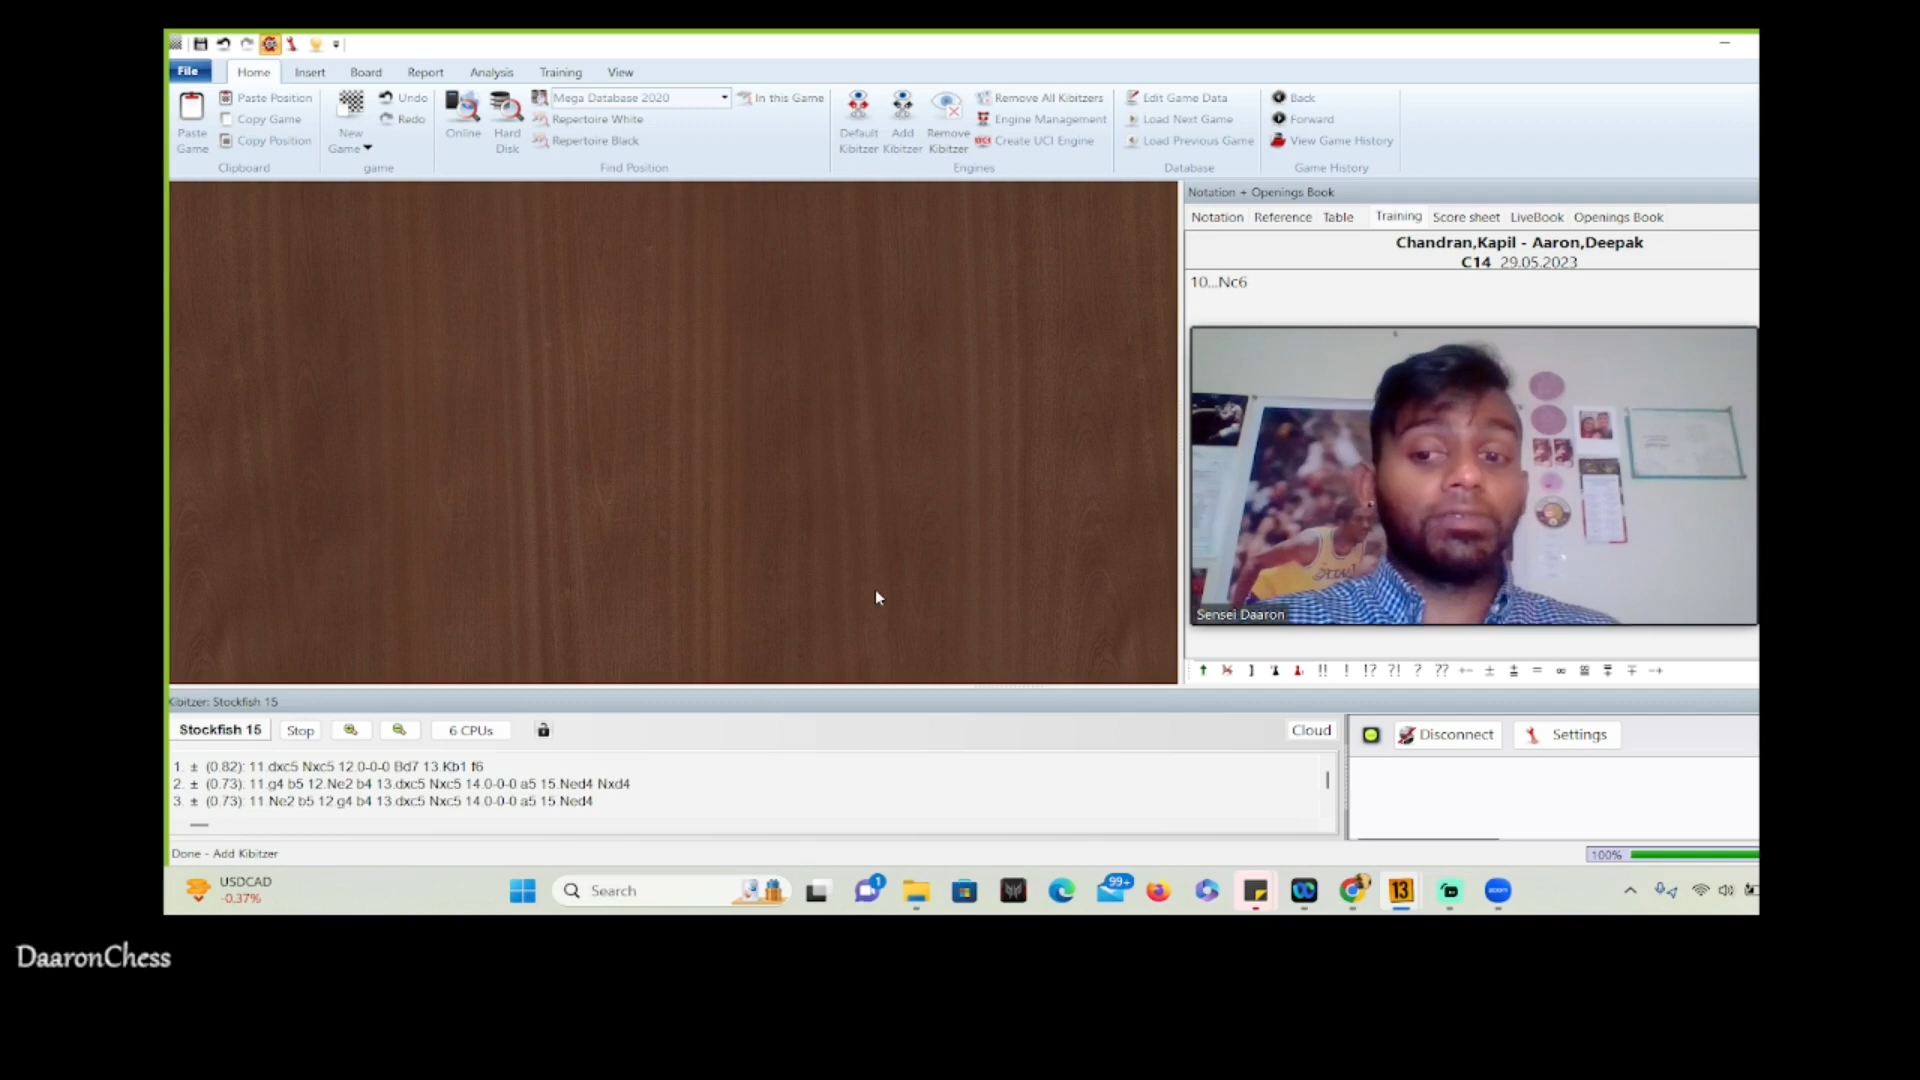 File Home Insert Board Report Analysis Training View
Paste Game
Paste Position
Copy Game
Copy Position
Clipboard
New Game
Undo
Redo
game
Online
Hard Disk
Mega Database 2020
Repertoire White
Repertoire Black
In this Game
Find Position
Default Kibitzer
Add Kibitzer
Remove Kibitzer
Remove All Kibitzers
Engine Management
Create UCI Engine
Engines
Edit Game Data
Load Next Game
Load Previous Game
Database
Back
Forward
View Game History
Game History
Notation + Openings Book
Notation Reference Table Training Score sheet LiveBook Openings Book
Chandran,Kapil - Aaron,Deepak
C14 29.05.2023
10...Nc6
Sensei Daaron
!! ! !? ?! ? ?? +- ± ± = ∞
Kibitzer: Stockfish 15
Stockfish 15 Stop 6 CPUs Cloud
Disconnect Settings
1. ± (0.82): 11.dxc5 Nxc5 12.0-0-0 Bd7 13.Kb1 f6
2. ± (0.73): 11.g4 b5 12.Ne2 b4 13.dxc5 Nxc5 14.0-0-0 a5 15.Ned4 Nxd4
3. ± (0.73): 11.Ne2 b5 12.g4 b4 13.dxc5 Nxc5 14.0-0-0 a5 15.Ned4
Done - Add Kibitzer
100%
USDCAD
-0.37%
Search
1
99+
13
zoom
DaaronChess